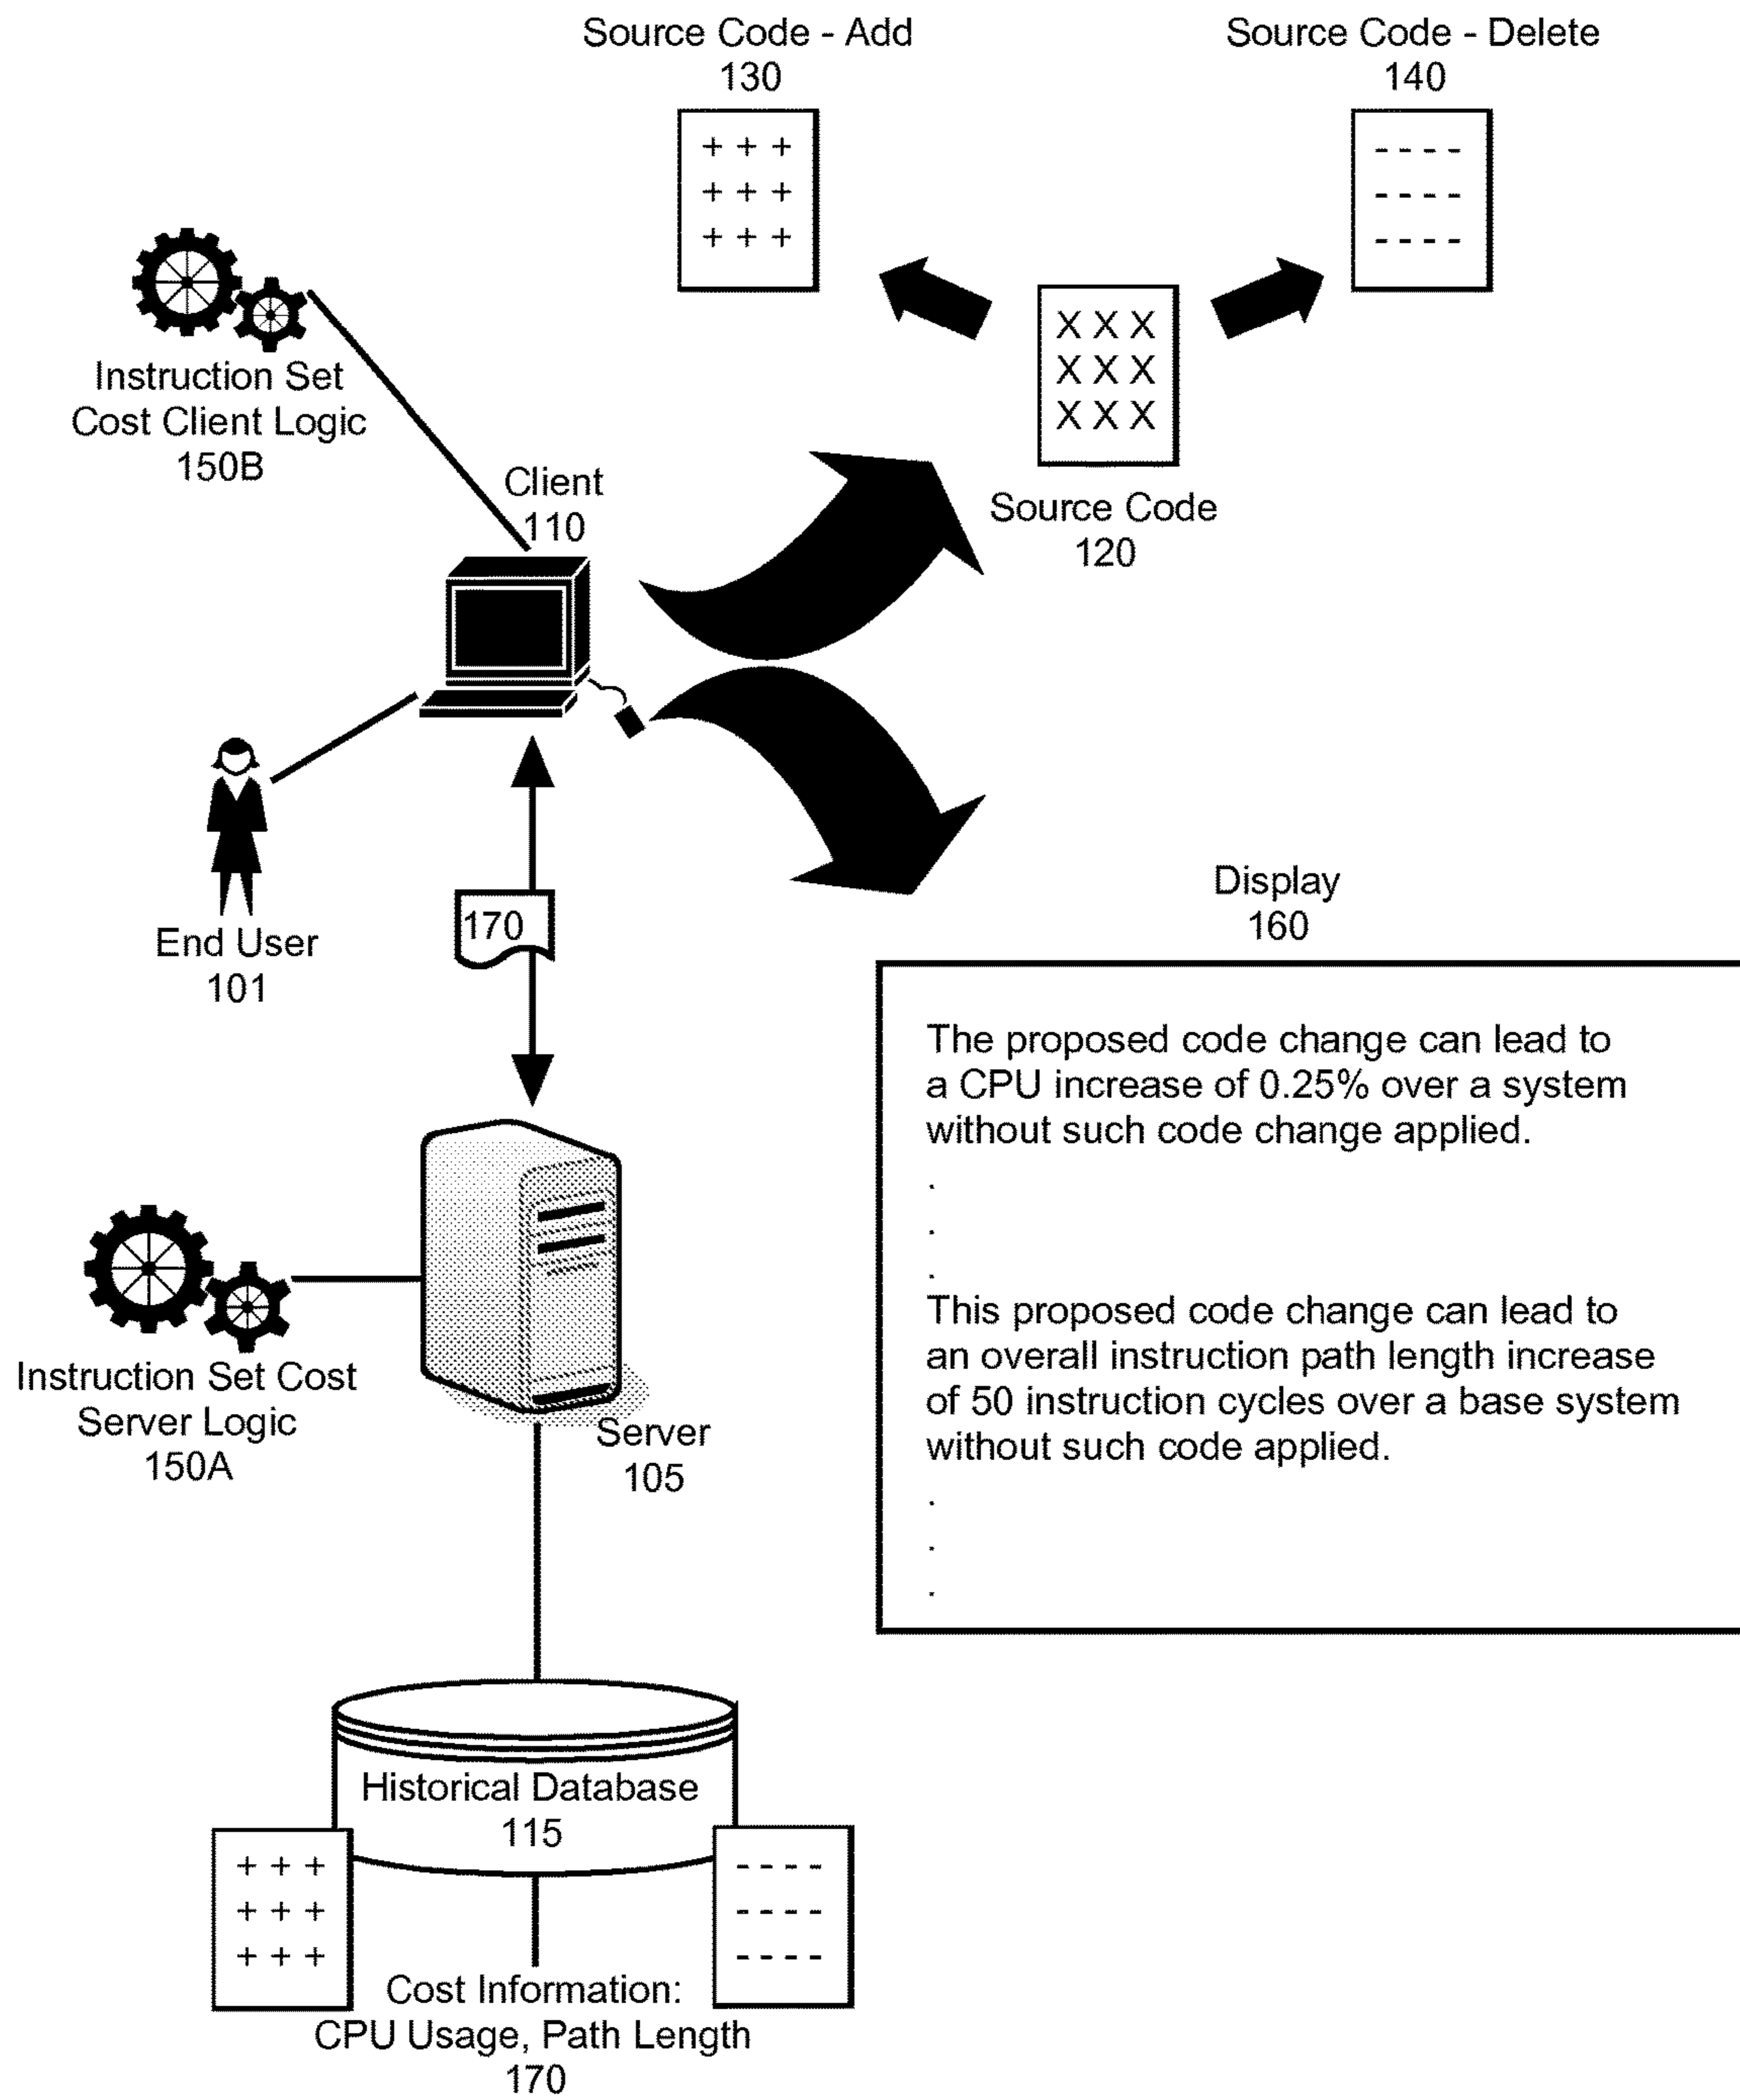 Source Code - Add
130
Source Code - Delete
140
+ + +
+ + +
+ + +
- - - -
- - - -
- - - -
X X X
X X X
X X X
Source Code
120
Instruction Set
Cost Client Logic
150B
Client
110
End User
101
170
Display
160
The proposed code change can lead to
a CPU increase of 0.25% over a system
without such code change applied.
.
.
.
This proposed code change can lead to
an overall instruction path length increase
of 50 instruction cycles over a base system
without such code applied.
.
.
.
Instruction Set Cost
Server Logic
150A
Server
105
Historical Database
115
+ + +
+ + +
+ + +
- - - -
- - - -
- - - -
Cost Information:
CPU Usage, Path Length
170